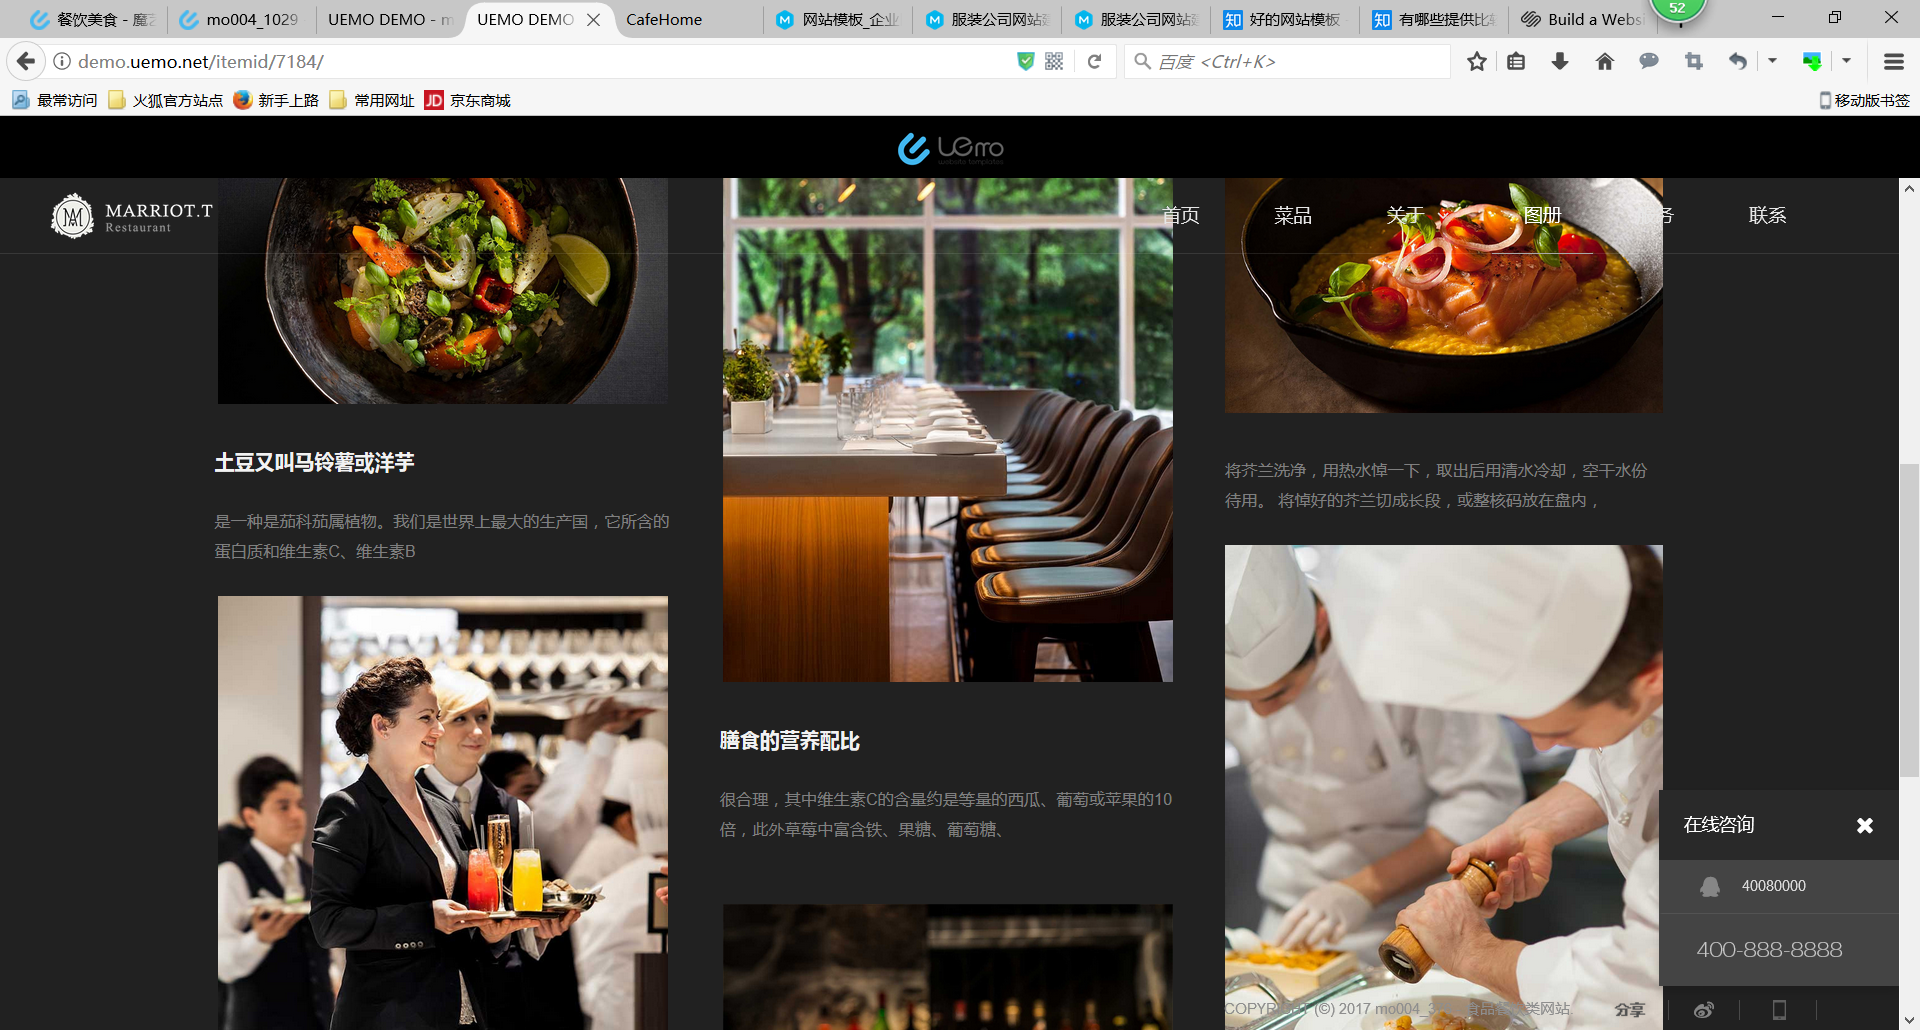 餐饮美食 - 魔
mo004_1029
UEMO DEMO - m
UEMO DEMO
CafeHome
网站模板_企业
服装公司网站建
服装公司网站建
好的网站模板 -
有哪些提供比较
Build a Websi
52
demo.uemo.net/itemid/7184/
百度 <Ctrl+K>
最常访问
火狐官方站点
新手上路
常用网址
JD 京东商城
移动版书签
uemo
website templates
MARRIOT.T
Restaurant
首页
菜品
关于
图册
务
联系
土豆又叫马铃薯或洋芋
是一种是茄科茄属植物。我们是世界上最大的生产国，它所含的
蛋白质和维生素C、维生素B
膳食的营养配比
很合理，其中维生素C的含量约是等量的西瓜、葡萄或苹果的10
倍，此外草莓中富含铁、果糖、葡萄糖、
将芥兰洗净，用热水悼一下，取出后用清水冷却，空干水份
待用。 将悼好的芥兰切成长段，或整核码放在盘内，
在线咨询
40080000
400-888-8888
COPYRIGHT (©) 2017 mo004_3
食品
类网站.
分享